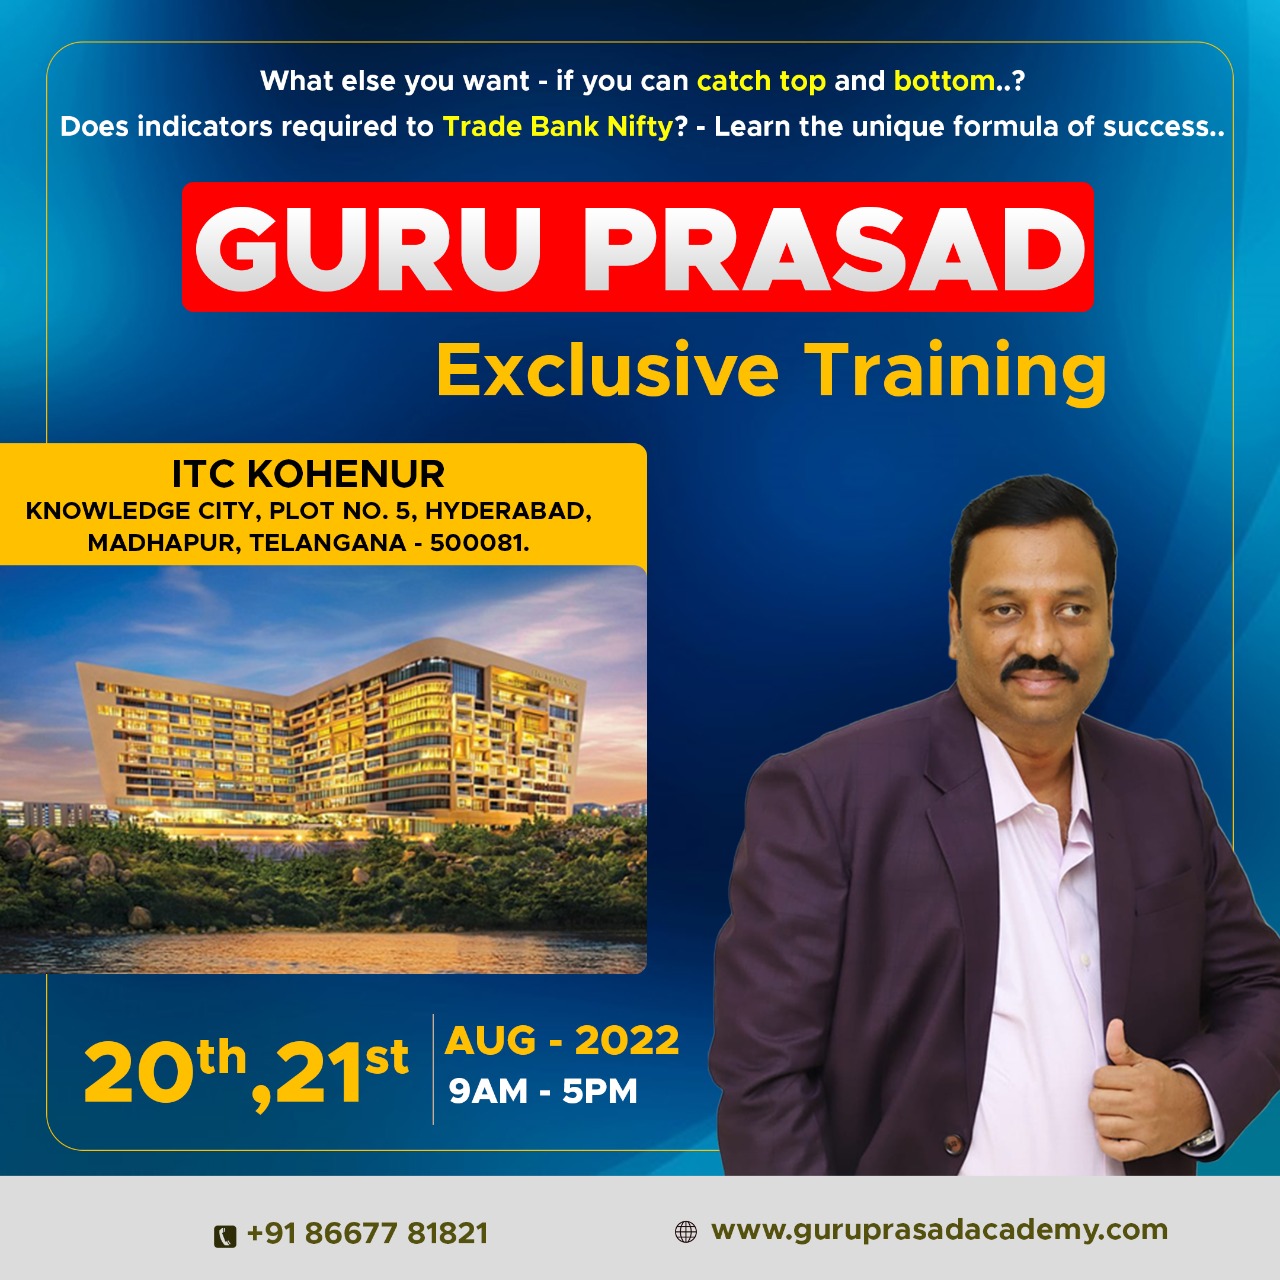 What else you want - if you can catch top and bottom..?
Does indicators required to Trade Bank Nifty? - Learn the unique formula of success..
GURU PRASAD
Exclusive Training
ITC KOHENUR
KNOWLEDGE CITY, PLOT NO. 5, HYDERABAD,
MADHAPUR, TELANGANA - 500081.
20th,21st
AUG - 2022
9AM - 5PM
+91 86677 81821
www.guruprasadacademy.com